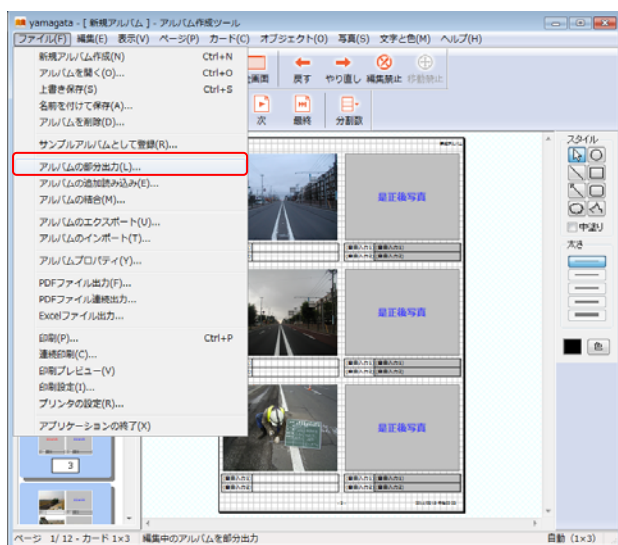 yamagata - [ 新規アルバム ] - アルバム作成ツール
ファイル(F) 編集(E) 表示(V) ページ(P) カード(C) オブジェクト(O) 写真(S) 文字と色(M) ヘルプ(H)
新規アルバム作成(N) Ctrl+N
アルバムを開く(O)... Ctrl+O
上書き保存(S) Ctrl+S
名前を付けて保存(A)...
アルバムを削除(D)...
サンプルアルバムとして登録(R)...
アルバムの部分出力(L)...
アルバムの追加読み込み(E)...
アルバムの結合(M)...
アルバムのエクスポート(U)...
アルバムのインポート(T)...
アルバムプロパティ(Y)...
PDFファイル出力(F)...
PDFファイル連続出力...
Excelファイル出力...
印刷(P)... Ctrl+P
連続印刷(C)...
印刷プレビュー(V)
印刷設定(I)...
プリンタの設定(R)...
アプリケーションの終了(X)
画面 戻す やり直し 編集禁止 移動禁止
次 最終 分割数
是正後写真
是正後写真
是正後写真
スタイル
中塗り
太さ
色
3
ページ 1/ 12 - カード 1×3 編集中のアルバムを部分出力
自動 (1×3)